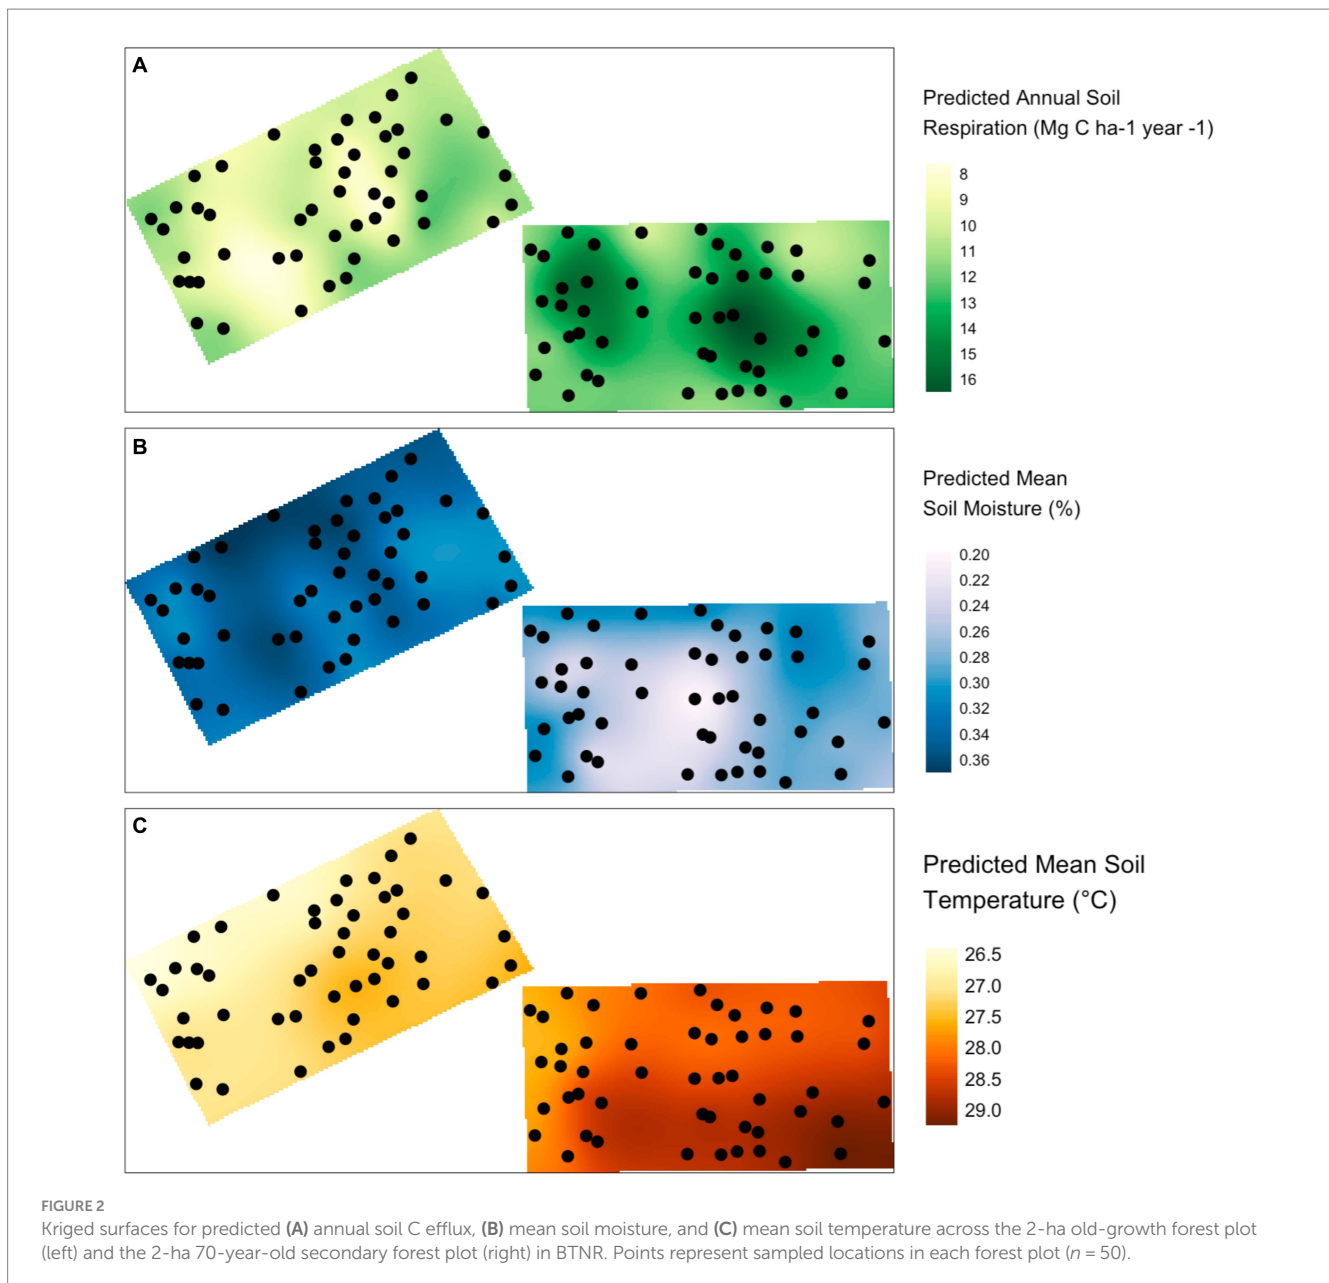 A
Predicted Annual Soil
Respiration (Mg C ha-1 year -1)
8
9
10
11
12
13
14
15
16
B
Predicted Mean
Soil Moisture (%)
0.20
0.22
0.24
0.26
0.28
0.30
0.32
0.34
0.36
C
Predicted Mean Soil
Temperature (°C)
26.5
27.0
27.5
28.0
28.5
29.0
FIGURE 2
Kriged surfaces for predicted (A) annual soil C efflux, (B) mean soil moisture, and (C) mean soil temperature across the 2-ha old-growth forest plot
(left) and the 2-ha 70-year-old secondary forest plot (right) in BTNR. Points represent sampled locations in each forest plot (n = 50).